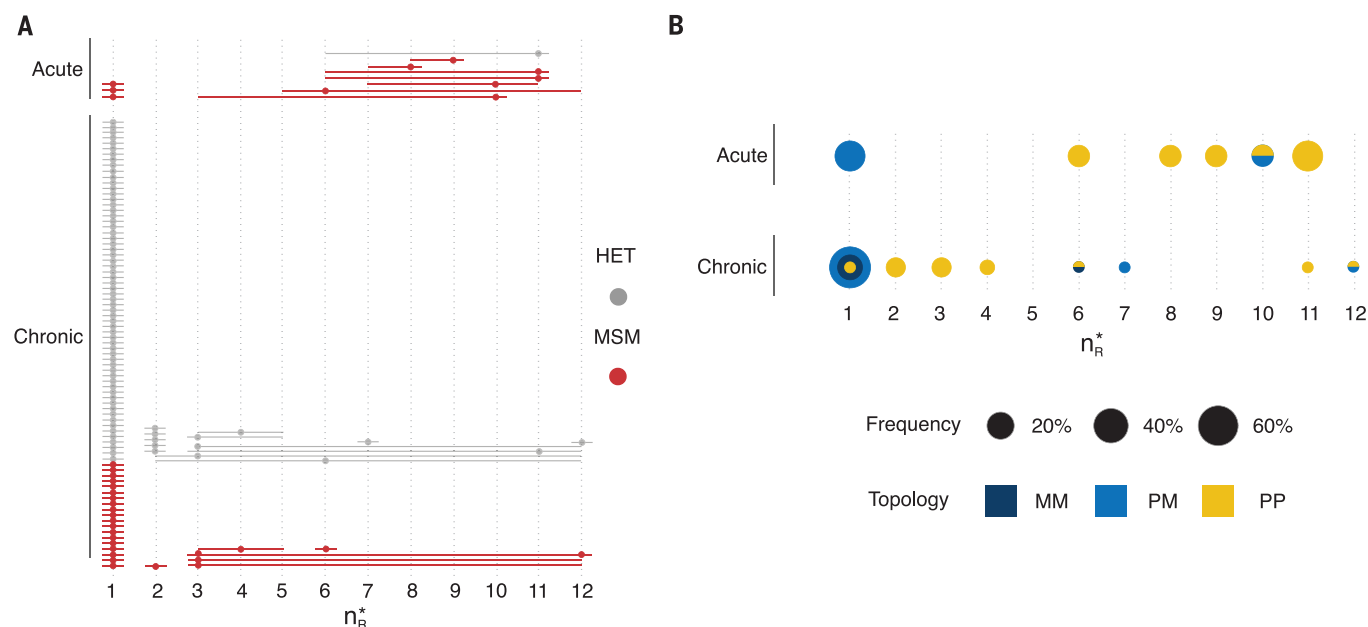 A
Acute
Chronic
HET
MSM
1 2 3 4 5 6 7 8 9 10 11 12
n*R
B
Acute
Chronic
1 2 3 4 5 6 7 8 9 10 11 12
n*R
Frequency 20% 40% 60%
Topology MM PM PP